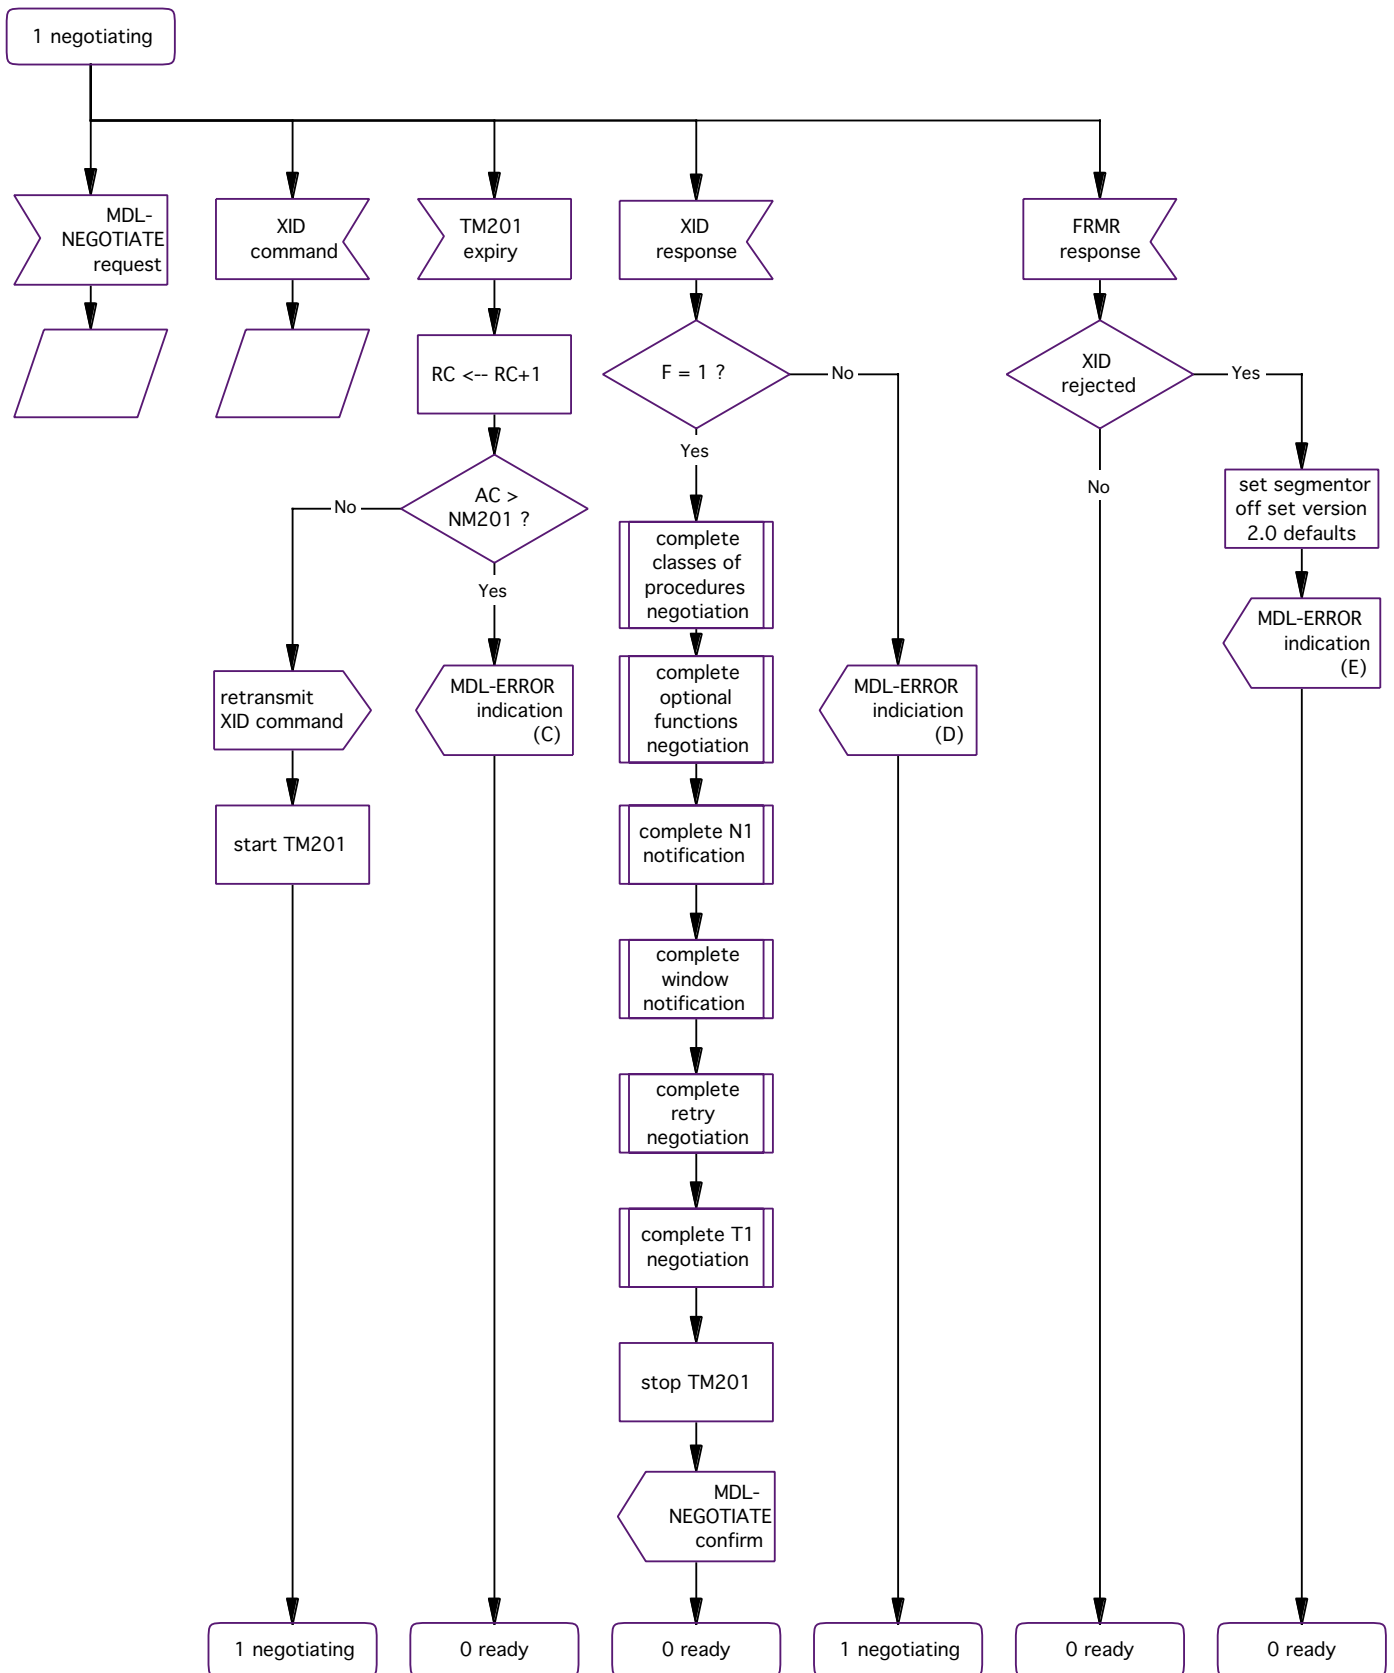 1 negotiating
MDL-
NEGOTIATE
request
XID
command
TM201
expiry
XID
response
FRMR
response
RC <-- RC+1
F = 1 ?
No
XID
rejected
Yes
Yes
No
AC >
NM201 ?
No
Yes
set segmentor
off set version
2.0 defaults
complete
classes of
procedures
negotiation
MDL-ERROR
indication
(E)
retransmit
XID command
MDL-ERROR
indication
(C)
complete
optional
functions
negotiation
MDL-ERROR
indiciation
(D)
start TM201
complete N1
notification
complete
window
notification
complete
retry
negotiation
complete T1
negotiation
stop TM201
MDL-
NEGOTIATE
confirm
1 negotiating
0 ready
0 ready
1 negotiating
0 ready
0 ready